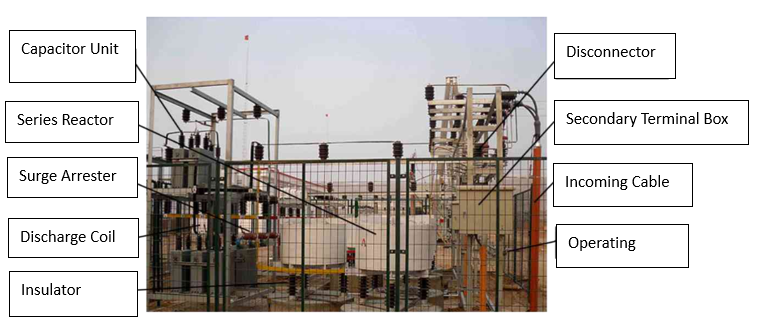 Capacitor Unit
Series Reactor
Surge Arrester
Discharge Coil
Insulator
Disconnector
Secondary Terminal Box
Incoming Cable
Operating